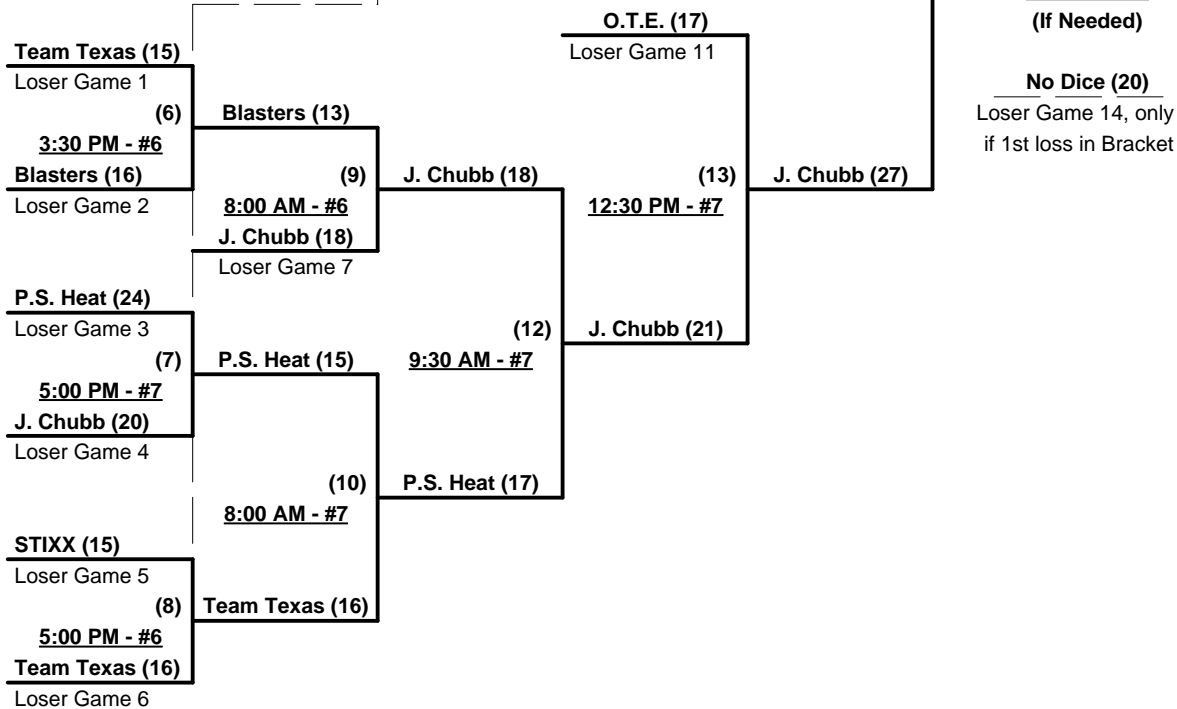 O.T.E. (17)
Loser Game 11
(If Needed)
Team Texas (15)
Loser Game 1
No Dice (20)
Loser Game 14, only
if 1st loss in Bracket
(6)
3:30 PM - #6
Blasters (13)
Blasters (16)
Loser Game 2
(9)
8:00 AM - #6
J. Chubb (18)
(13)
12:30 PM - #7
J. Chubb (27)
J. Chubb (18)
Loser Game 7
P.S. Heat (24)
Loser Game 3
(12)
9:30 AM - #7
J. Chubb (21)
(7)
5:00 PM - #7
P.S. Heat (15)
J. Chubb (20)
Loser Game 4
(10)
8:00 AM - #7
P.S. Heat (17)
STIXX (15)
Loser Game 5
(8)
5:00 PM - #6
Team Texas (16)
Team Texas (16)
Loser Game 6